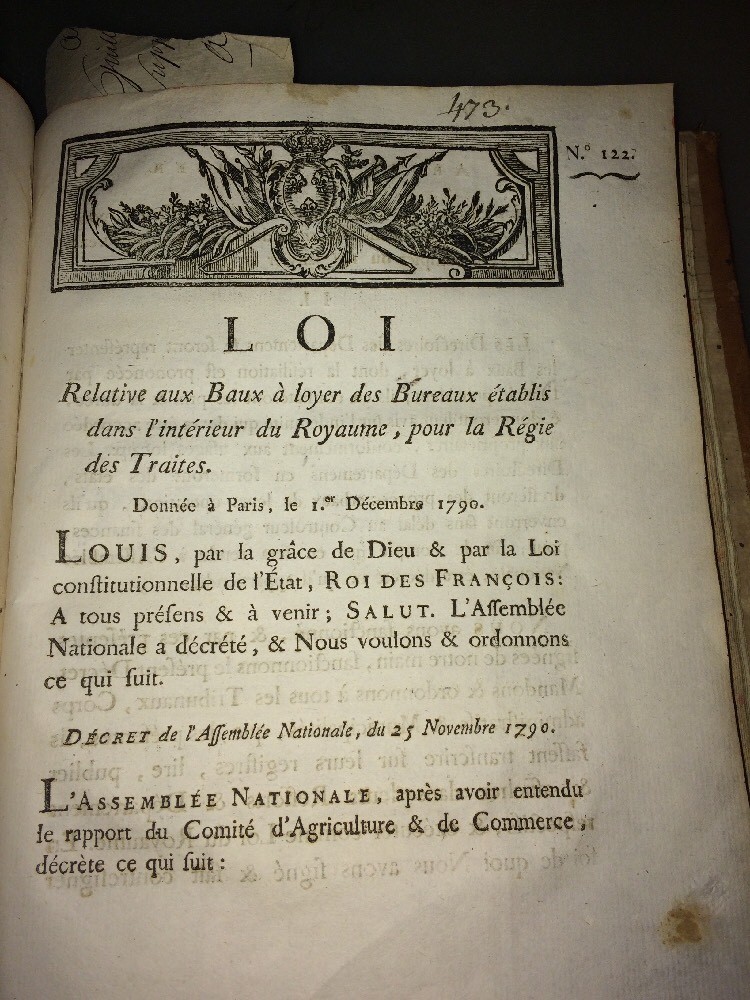 473.
N.º 122.
LOI
Relative aux Baux à loyer des Bureaux établis
dans l'intérieur du Royaume, pour la Régie
des Traites.
Donnée à Paris, le 1.er Décembre 1790.
LOUIS, par la grâce de Dieu & par la Loi
conſtitutionnelle de l'État, ROI DES FRANÇOIS:
A tous préſens & à venir; SALUT. L'Aſſemblée
Nationale a décrété, & Nous voulons & ordonnons
ce qui ſuit.
DÉCRET de l'Aſſemblée Nationale, du 25 Novembre 1790.
L'ASSEMBLÉE NATIONALE, après avoir entendu
le rapport du Comité d'Agriculture & de Commerce,
décrète ce qui ſuit: